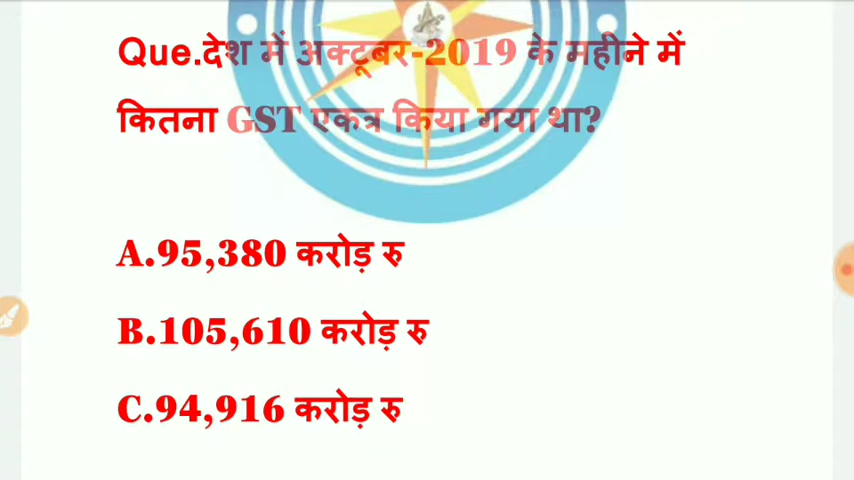 Que.देश में अक्टूबर-2019 के महीने में
कितना GST एकत्र किया गया था?
A.95,380 करोड़ रु
B.105,610 करोड़ रु
C.94,916 करोड़ रु